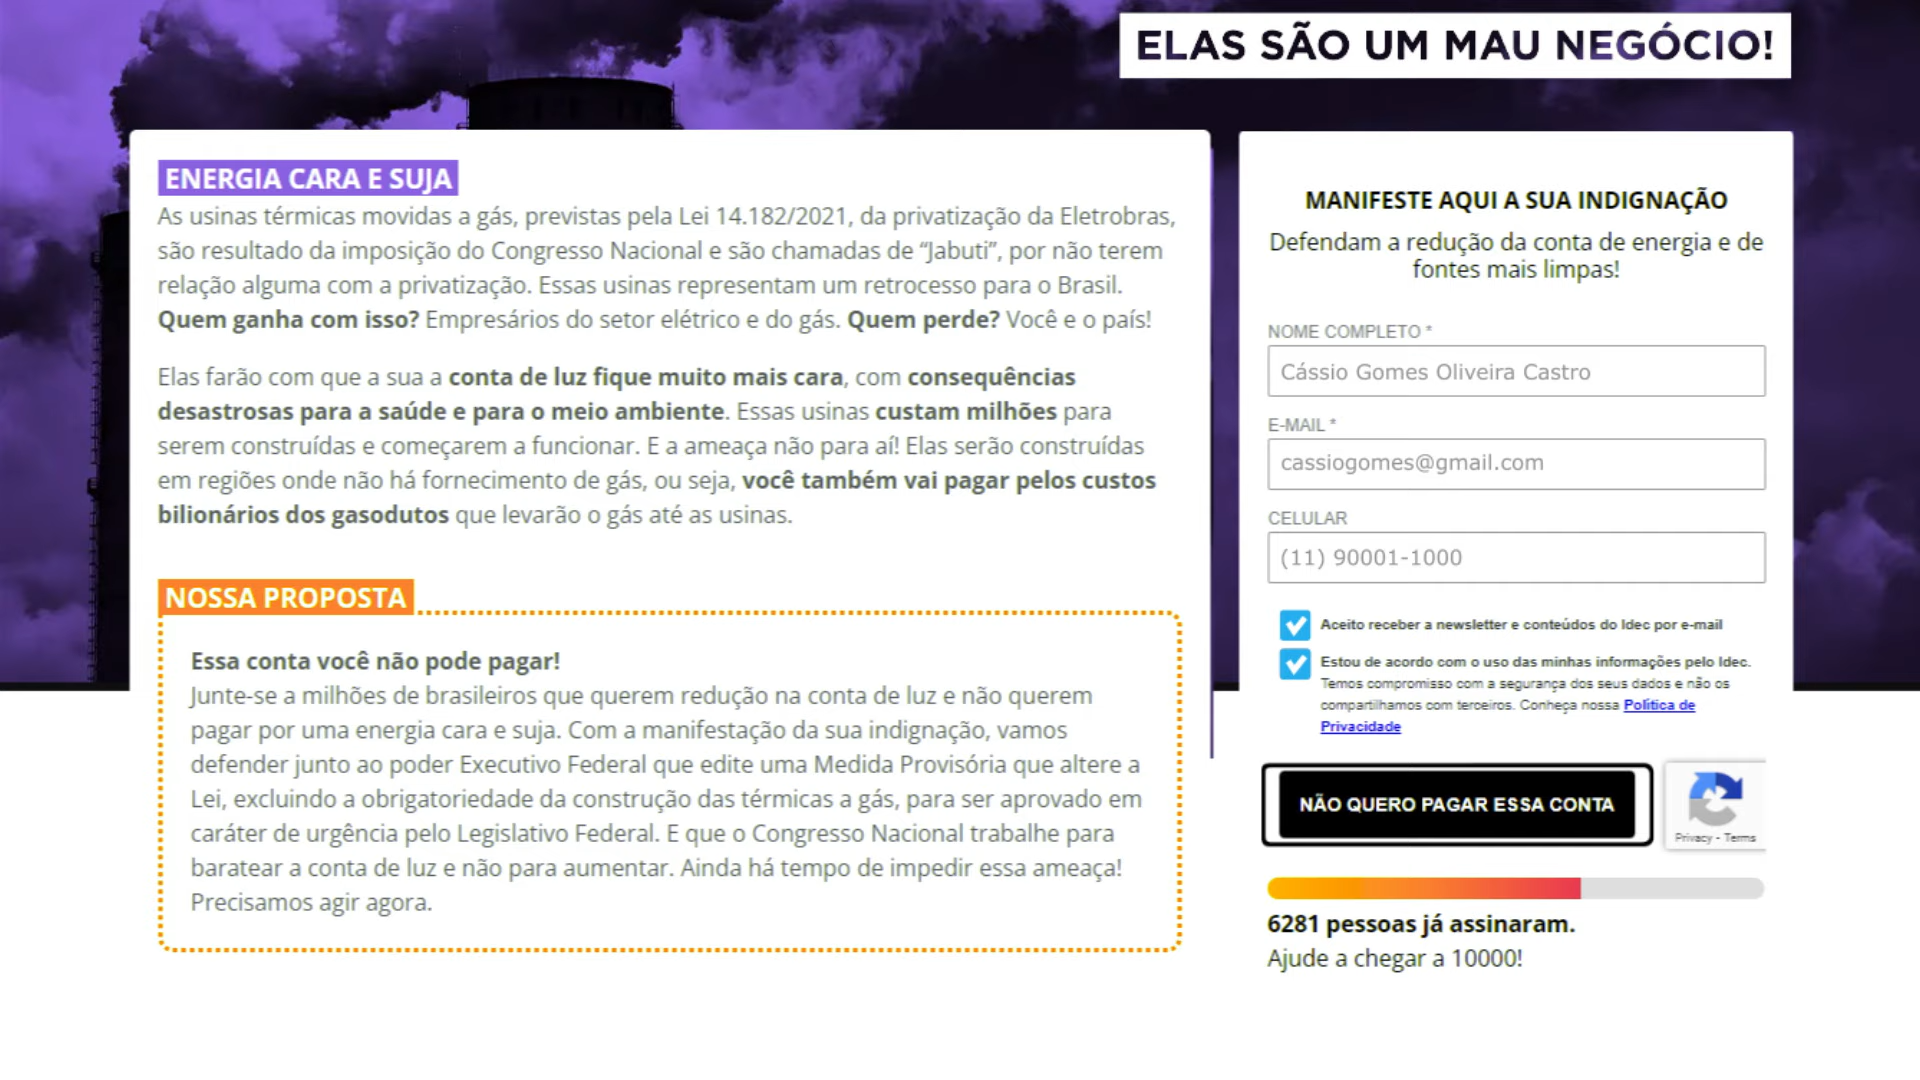 ELAS SÃO UM MAU NEGÓCIO!
ENERGIA CARA E SUJA
As usinas térmicas movidas a gás, previstas pela Lei 14.182/2021, da privatização da Eletrobras,
são resultado da imposição do Congresso Nacional e são chamadas de “Jabuti”, por não terem
relação alguma com a privatização. Essas usinas representam um retrocesso para o Brasil.
Quem ganha com isso? Empresários do setor elétrico e do gás. Quem perde? Você e o país!
Elas farão com que a sua a conta de luz fique muito mais cara, com consequências
desastrosas para a saúde e para o meio ambiente. Essas usinas custam milhões para
serem construídas e começarem a funcionar. E a ameaça não para aí! Elas serão construídas
em regiões onde não há fornecimento de gás, ou seja, você também vai pagar pelos custos
bilionários dos gasodutos que levarão o gás até as usinas.
NOSSA PROPOSTA
Essa conta você não pode pagar!
Junte-se a milhões de brasileiros que querem redução na conta de luz e não querem
pagar por uma energia cara e suja. Com a manifestação da sua indignação, vamos
defender junto ao poder Executivo Federal que edite uma Medida Provisória que altere a
Lei, excluindo a obrigatoriedade da construção das térmicas a gás, para ser aprovado em
caráter de urgência pelo Legislativo Federal. E que o Congresso Nacional trabalhe para
baratear a conta de luz e não para aumentar. Ainda há tempo de impedir essa ameaça!
Precisamos agir agora.
MANIFESTE AQUI A SUA INDIGNAÇÃO
Defendam a redução da conta de energia e de
fontes mais limpas!
NOME COMPLETO *
Cássio Gomes Oliveira Castro
E-MAIL *
cassiogomes@gmail.com
CELULAR
(11) 90001-1000
Aceito receber a newsletter e conteúdos do Idec por e-mail
Estou de acordo com o uso das minhas informações pelo Idec.
Temos compromisso com a segurança dos seus dados e não os
compartilhamos com terceiros. Conheça nossa Política de
Privacidade
NÃO QUERO PAGAR ESSA CONTA
Privacy - Terms
6281 pessoas já assinaram.
Ajude a chegar a 10000!